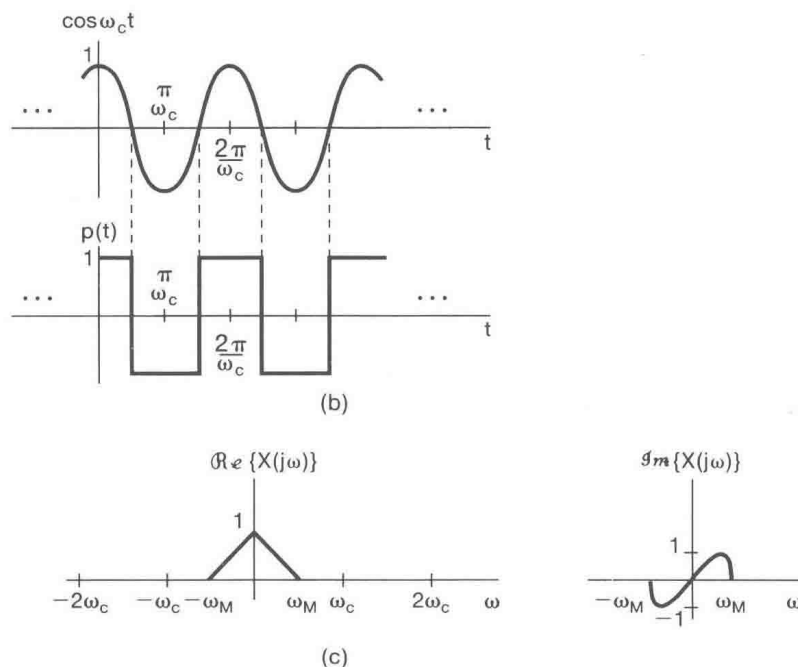 cos ω_c t
1
π
ω_c
...
...
2π
ω_c
t
p(t)
1
π
ω_c
...
...
2π
ω_c
t
(b)
Re {X(jω)}
1
−2ω_c −ω_c −ω_M ω_M ω_c 2ω_c ω
(c)
Im {X(jω)}
1
−ω_M ω_M ω
−1